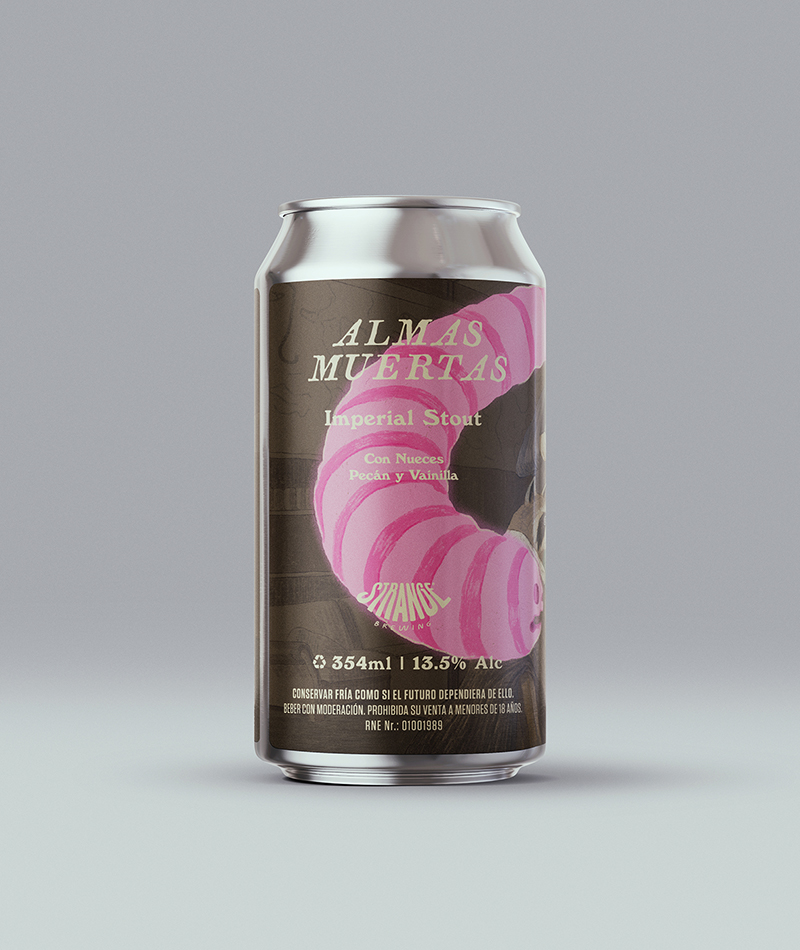 ALMAS
MUERTAS
Imperial Stout
Con Nueces
Pecán y Vainilla
STRANGE
BREWING
354ml | 13.5% Alc
CONSERVAR FRÍA COMO SI EL FUTURO DEPENDIERA DE ELLO.
BEBER CON MODERACIÓN. PROHIBIDA SU VENTA A MENORES DE 18 AÑOS.
RNE Nr.: 01001989